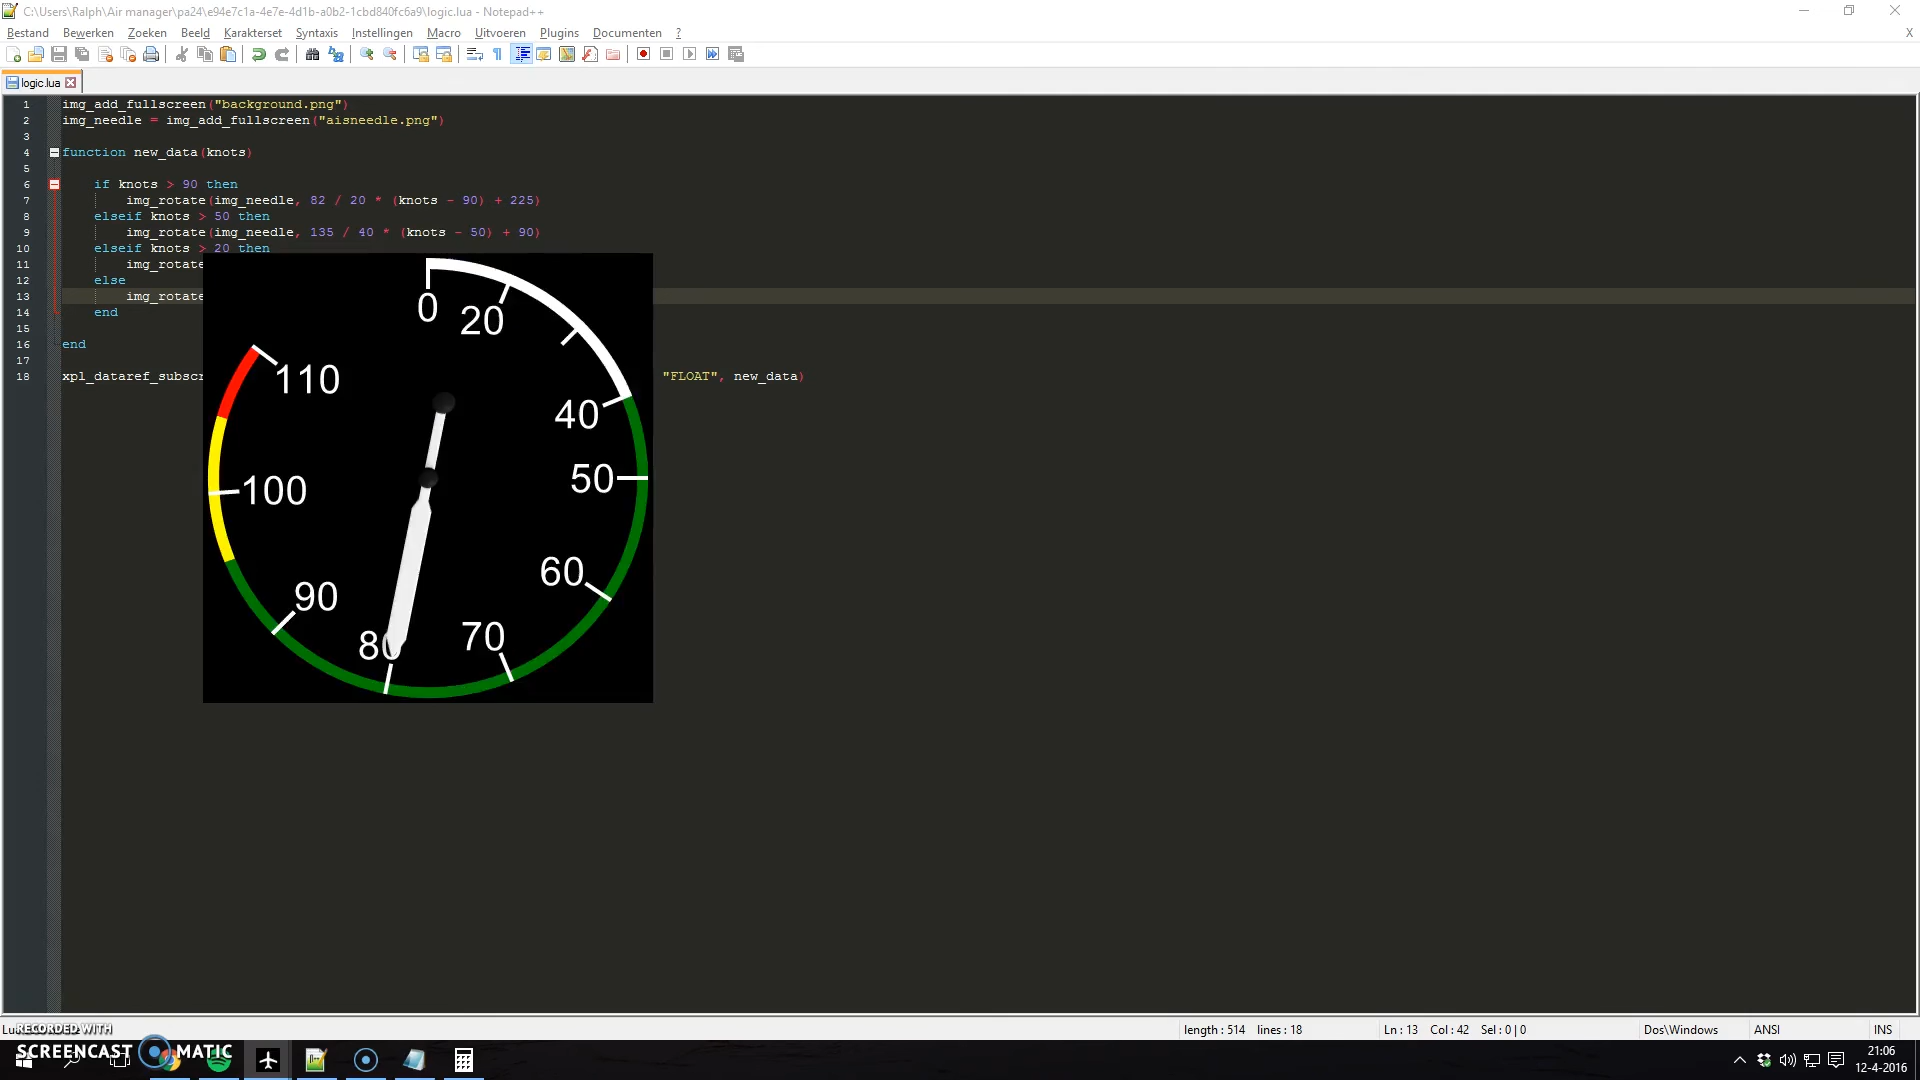 C:\Users\Ralph\Air manager\pa24\e94e7c1a-4e7e-4d1b-a0b2-1cbd840fc6a9\logic.lua - Notepad++
Bestand Bewerken Zoeken Beeld Karakterset Syntaxis Instellingen Macro Uitvoeren Plugins Documenten ? X
logic.lua
1 img_add_fullscreen("background.png")
2 img_needle = img_add_fullscreen("aisneedle.png")
3
4 function new_data(knots)
5
6 if knots > 90 then
7 img_rotate(img_needle, 82 / 20 * (knots - 90) + 225)
8 elseif knots > 50 then
9 img_rotate(img_needle, 135 / 40 * (knots - 50) + 90)
10 elseif knots > 20 then
11 img_rotate
12 else
13 img_rotate
14 end
15
16 end
17
18 xpl_dataref_subscr "FLOAT", new_data)
0
20
40
50
60
70
80
90
100
110
length : 514 lines : 18 Ln : 13 Col : 42 Sel : 0 | 0 Dos\Windows ANSI INS
RECORDED WITH
SCREENCAST MATIC
21:06
12-4-2016